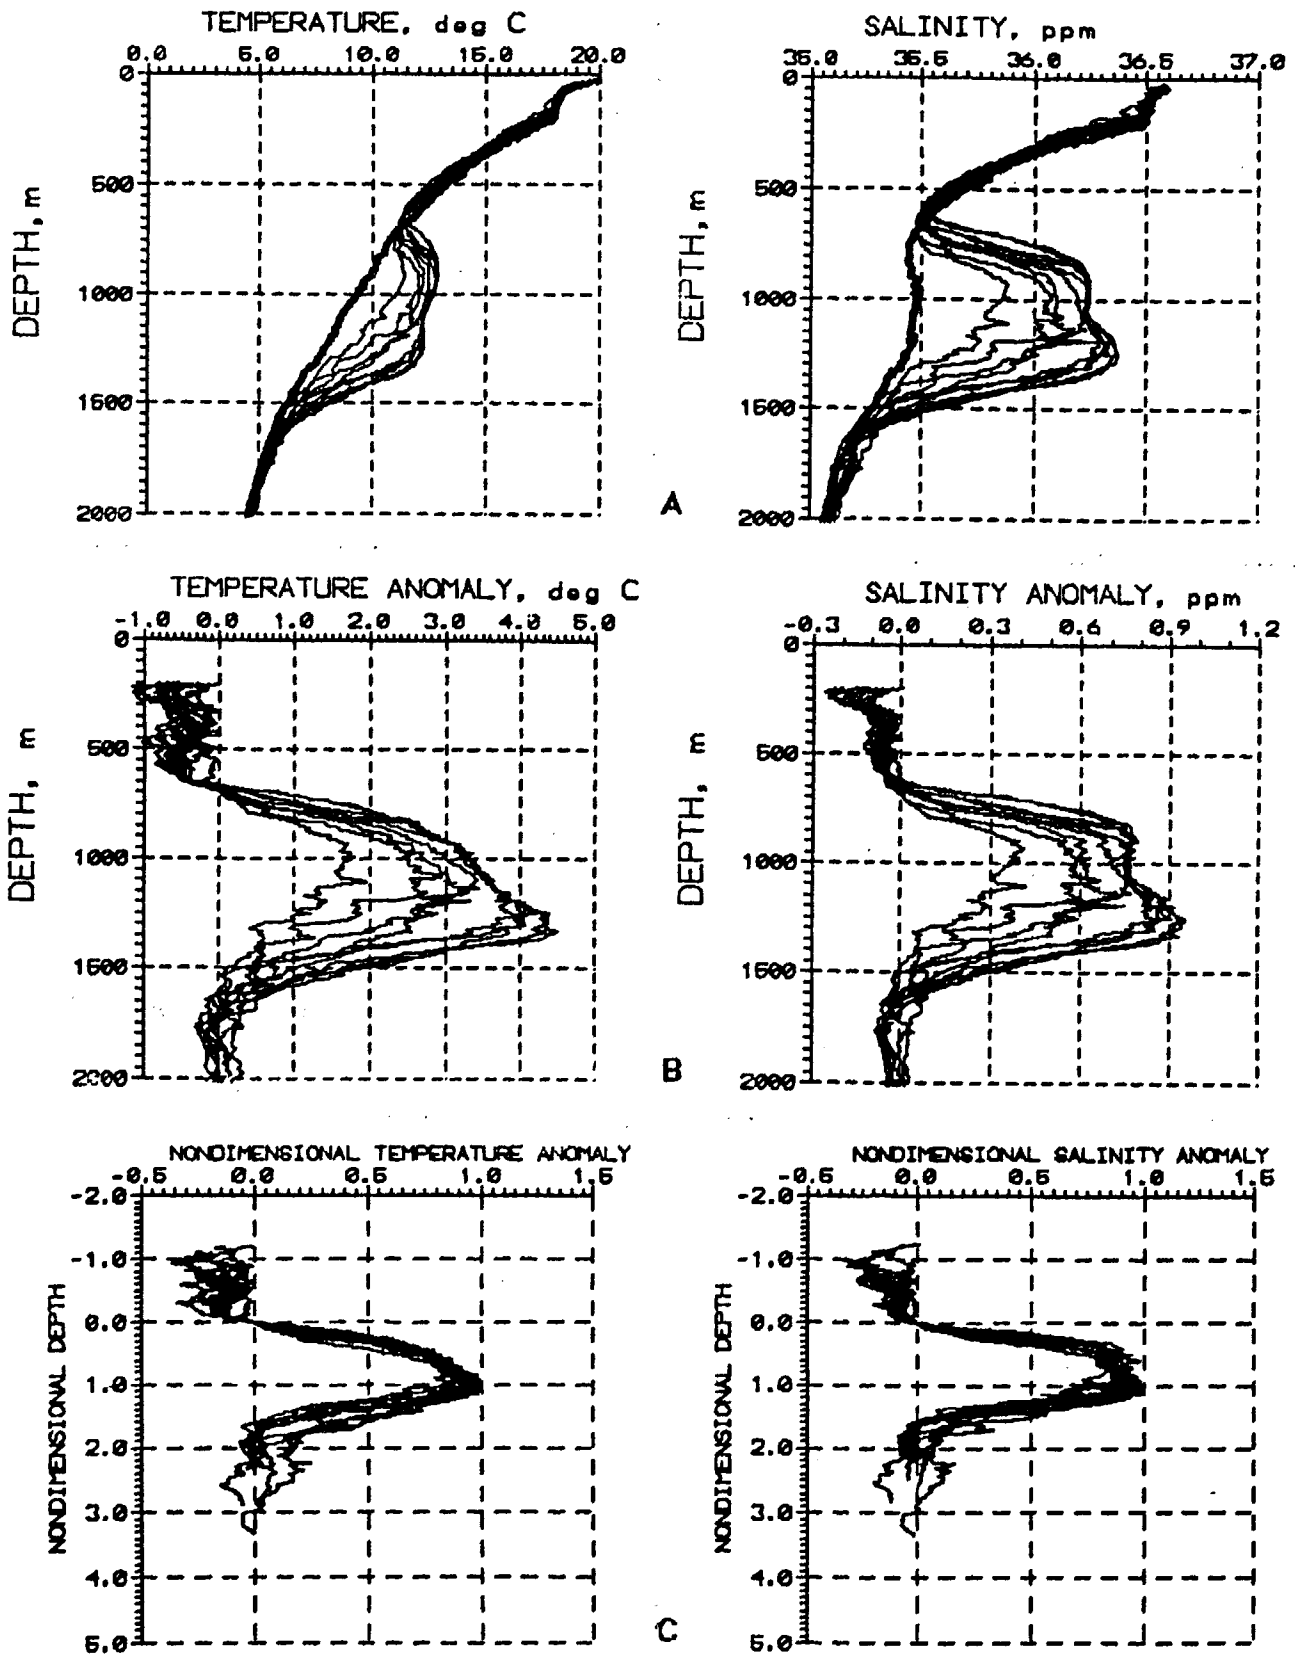 TEMPERATURE, deg C
0.0 5.0 10.0 15.0 20.0
0
500
1000
1500
2000
DEPTH, m
SALINITY, ppm
35.0 35.5 36.0 36.5 37.0
0
500
1000
1500
2000
DEPTH, m
A
TEMPERATURE ANOMALY, deg C
-1.0 0.0 1.0 2.0 3.0 4.0 5.0
0
500
1000
1500
2000
DEPTH, m
SALINITY ANOMALY, ppm
-0.3 0.0 0.3 0.6 0.9 1.2
0
500
1000
1500
2000
DEPTH, m
B
NONDIMENSIONAL TEMPERATURE ANOMALY
-0.5 0.0 0.5 1.0 1.5
-2.0
-1.0
0.0
1.0
2.0
3.0
4.0
5.0
NONDIMENSIONAL DEPTH
NONDIMENSIONAL SALINITY ANOMALY
-0.5 0.0 0.5 1.0 1.5
-2.0
-1.0
0.0
1.0
2.0
3.0
4.0
5.0
NONDIMENSIONAL DEPTH
C